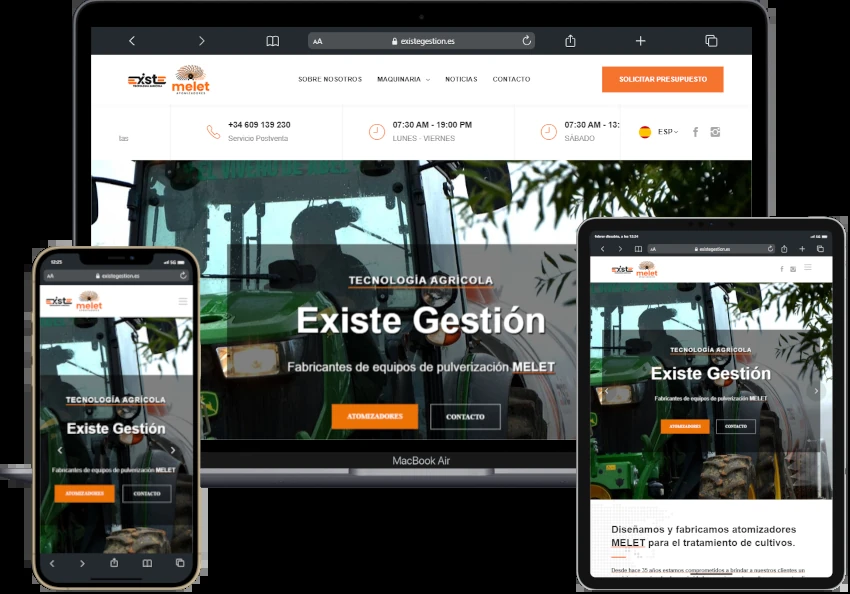 AA existegestion.es
Existe
TECNOLOGÍA AGRÍCOLA
melet
ATOMIZADORES
SOBRE NOSOTROS MAQUINARIA NOTICIAS CONTACTO
SOLICITAR PRESUPUESTO
tas
+34 609 139 230
Servicio Postventa
07:30 AM - 19:00 PM
LUNES - VIERNES
07:30 AM - 13:
SÁBADO
ESP
TECNOLOGÍA AGRÍCOLA
Existe Gestión
Fabricantes de equipos de pulverización MELET
ATOMIZADORES
CONTACTO
MacBook Air
AA existegestion.es
Existe
melet
TECNOLOGÍA AGRÍCOLA
Existe Gestión
Fabricantes de equipos de pulverización MELET
ATOMIZADORES
CONTACTO
5G
AA existegestion.es
Existe
melet
TECNOLOGÍA AGRÍCOLA
Existe Gestión
Fabricantes de equipos de pulverización MELET
ATOMIZADORES
CONTACTO
Diseñamos y fabricamos atomizadores
MELET para el tratamiento de cultivos.
Desde hace 35 años estamos comprometidos a brindar a nuestros clientes un